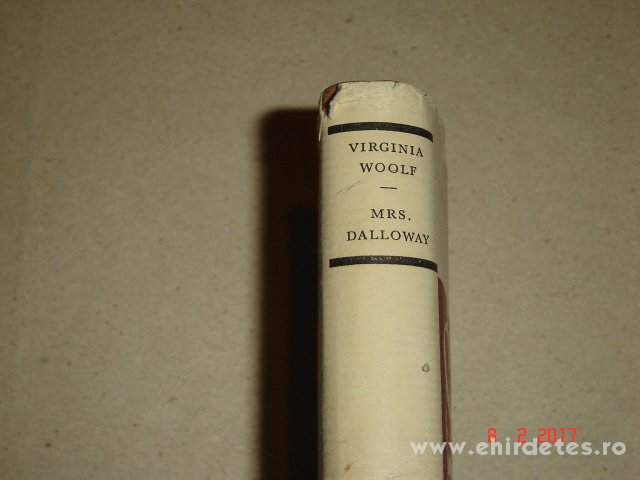 VIRGINIA
WOOLF
—
MRS.
DALLOWAY
8 2 2017
www.ehirdetes.ro